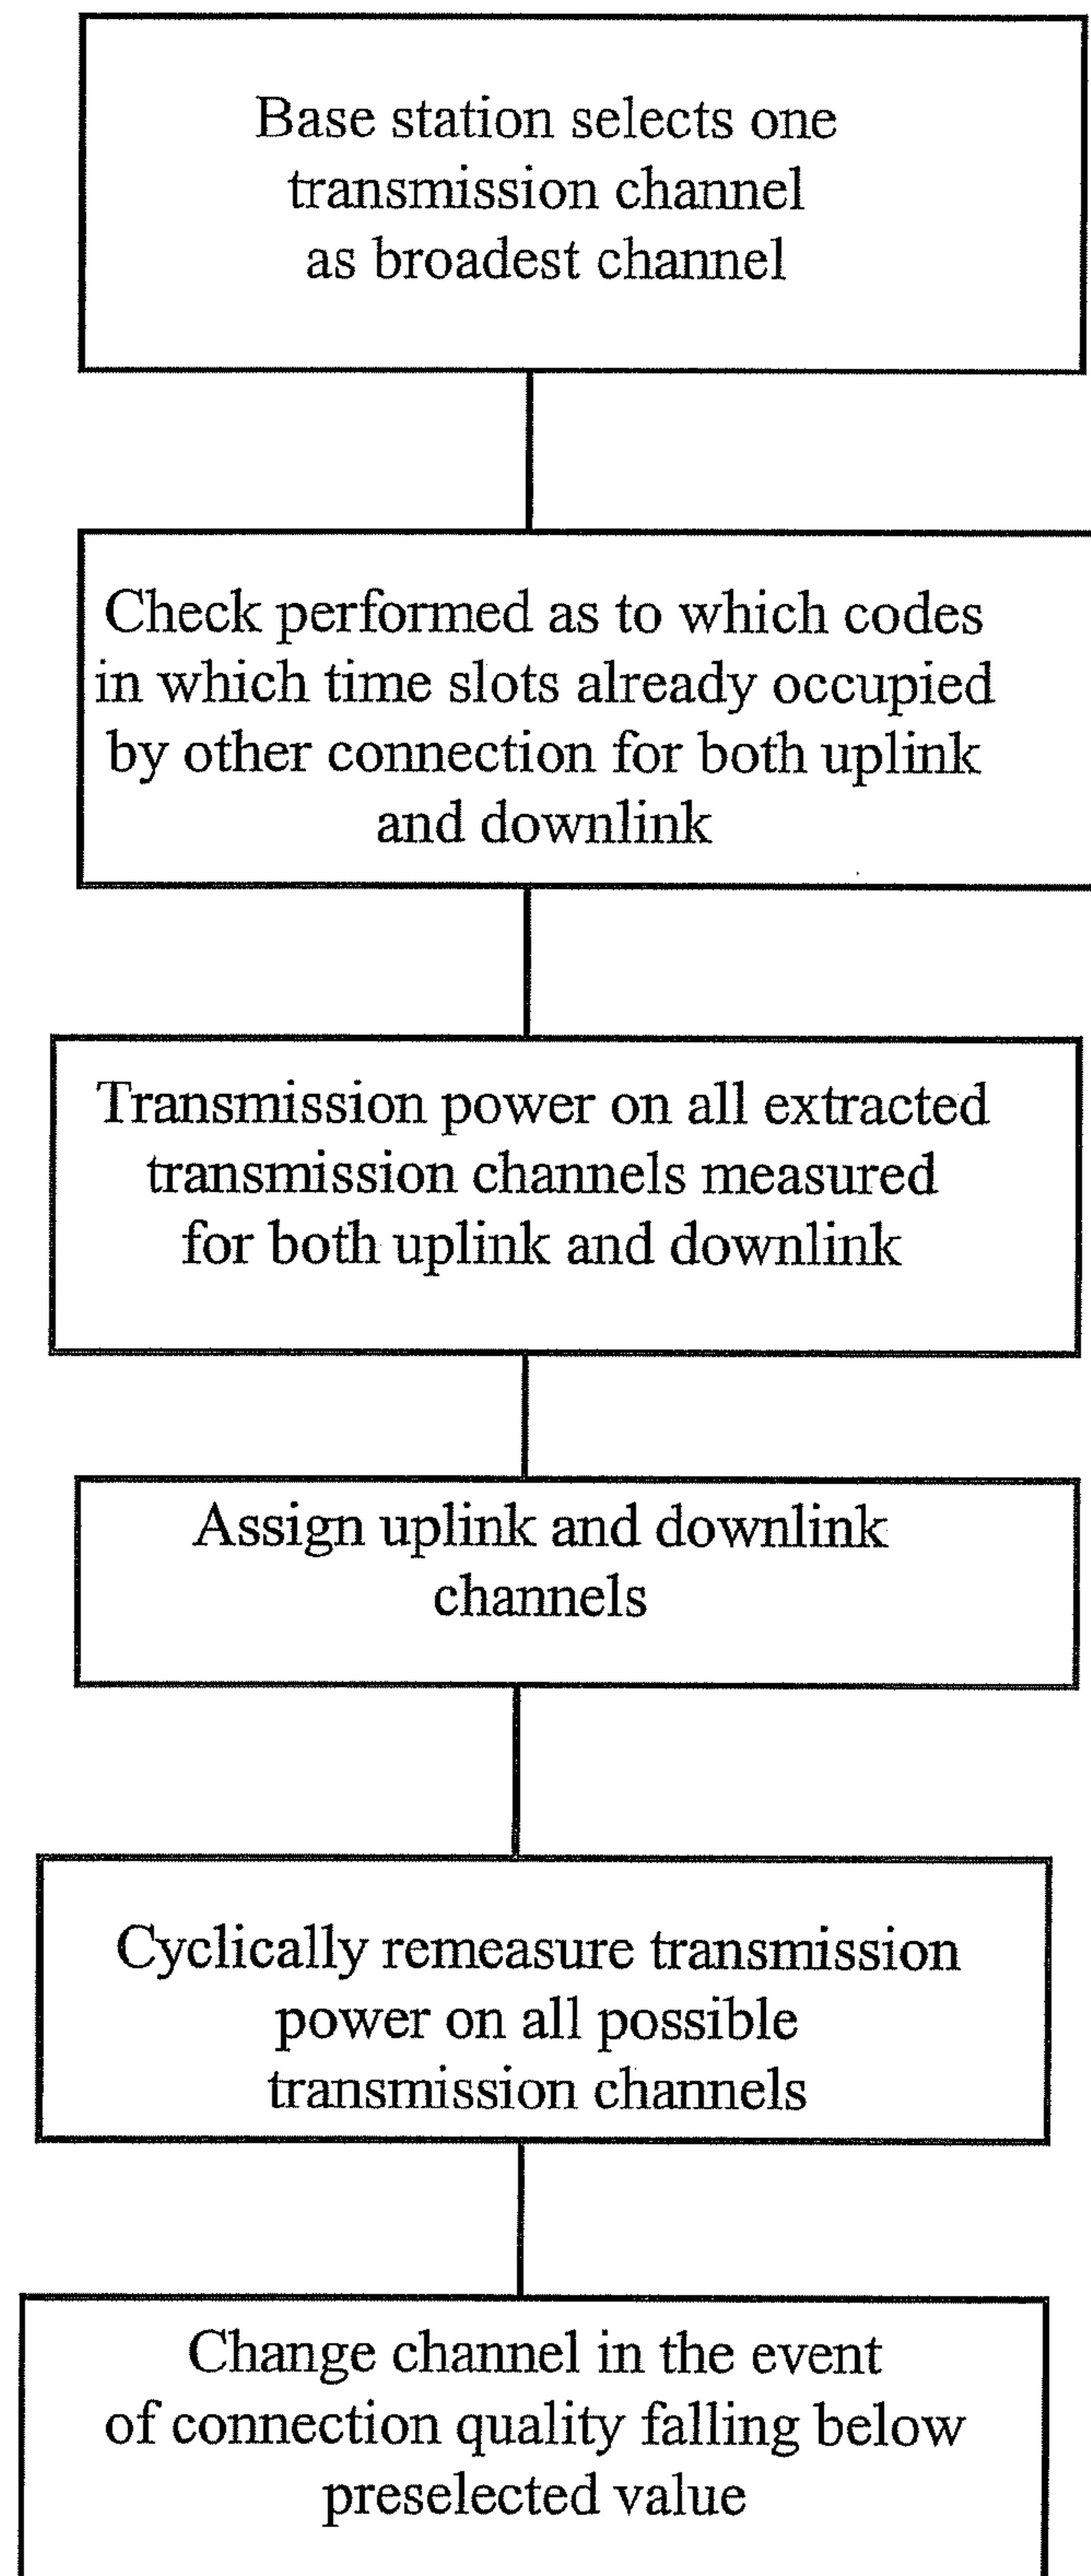 Base station selects one
transmission channel
as broadest channel
Check performed as to which codes
in which time slots already occupied
by other connection for both uplink
and downlink
Transmission power on all extracted
transmission channels measured
for both uplink and downlink
Assign uplink and downlink
channels
Cyclically remeasure transmission
power on all possible
transmission channels
Change channel in the event
of connection quality falling below
preselected value